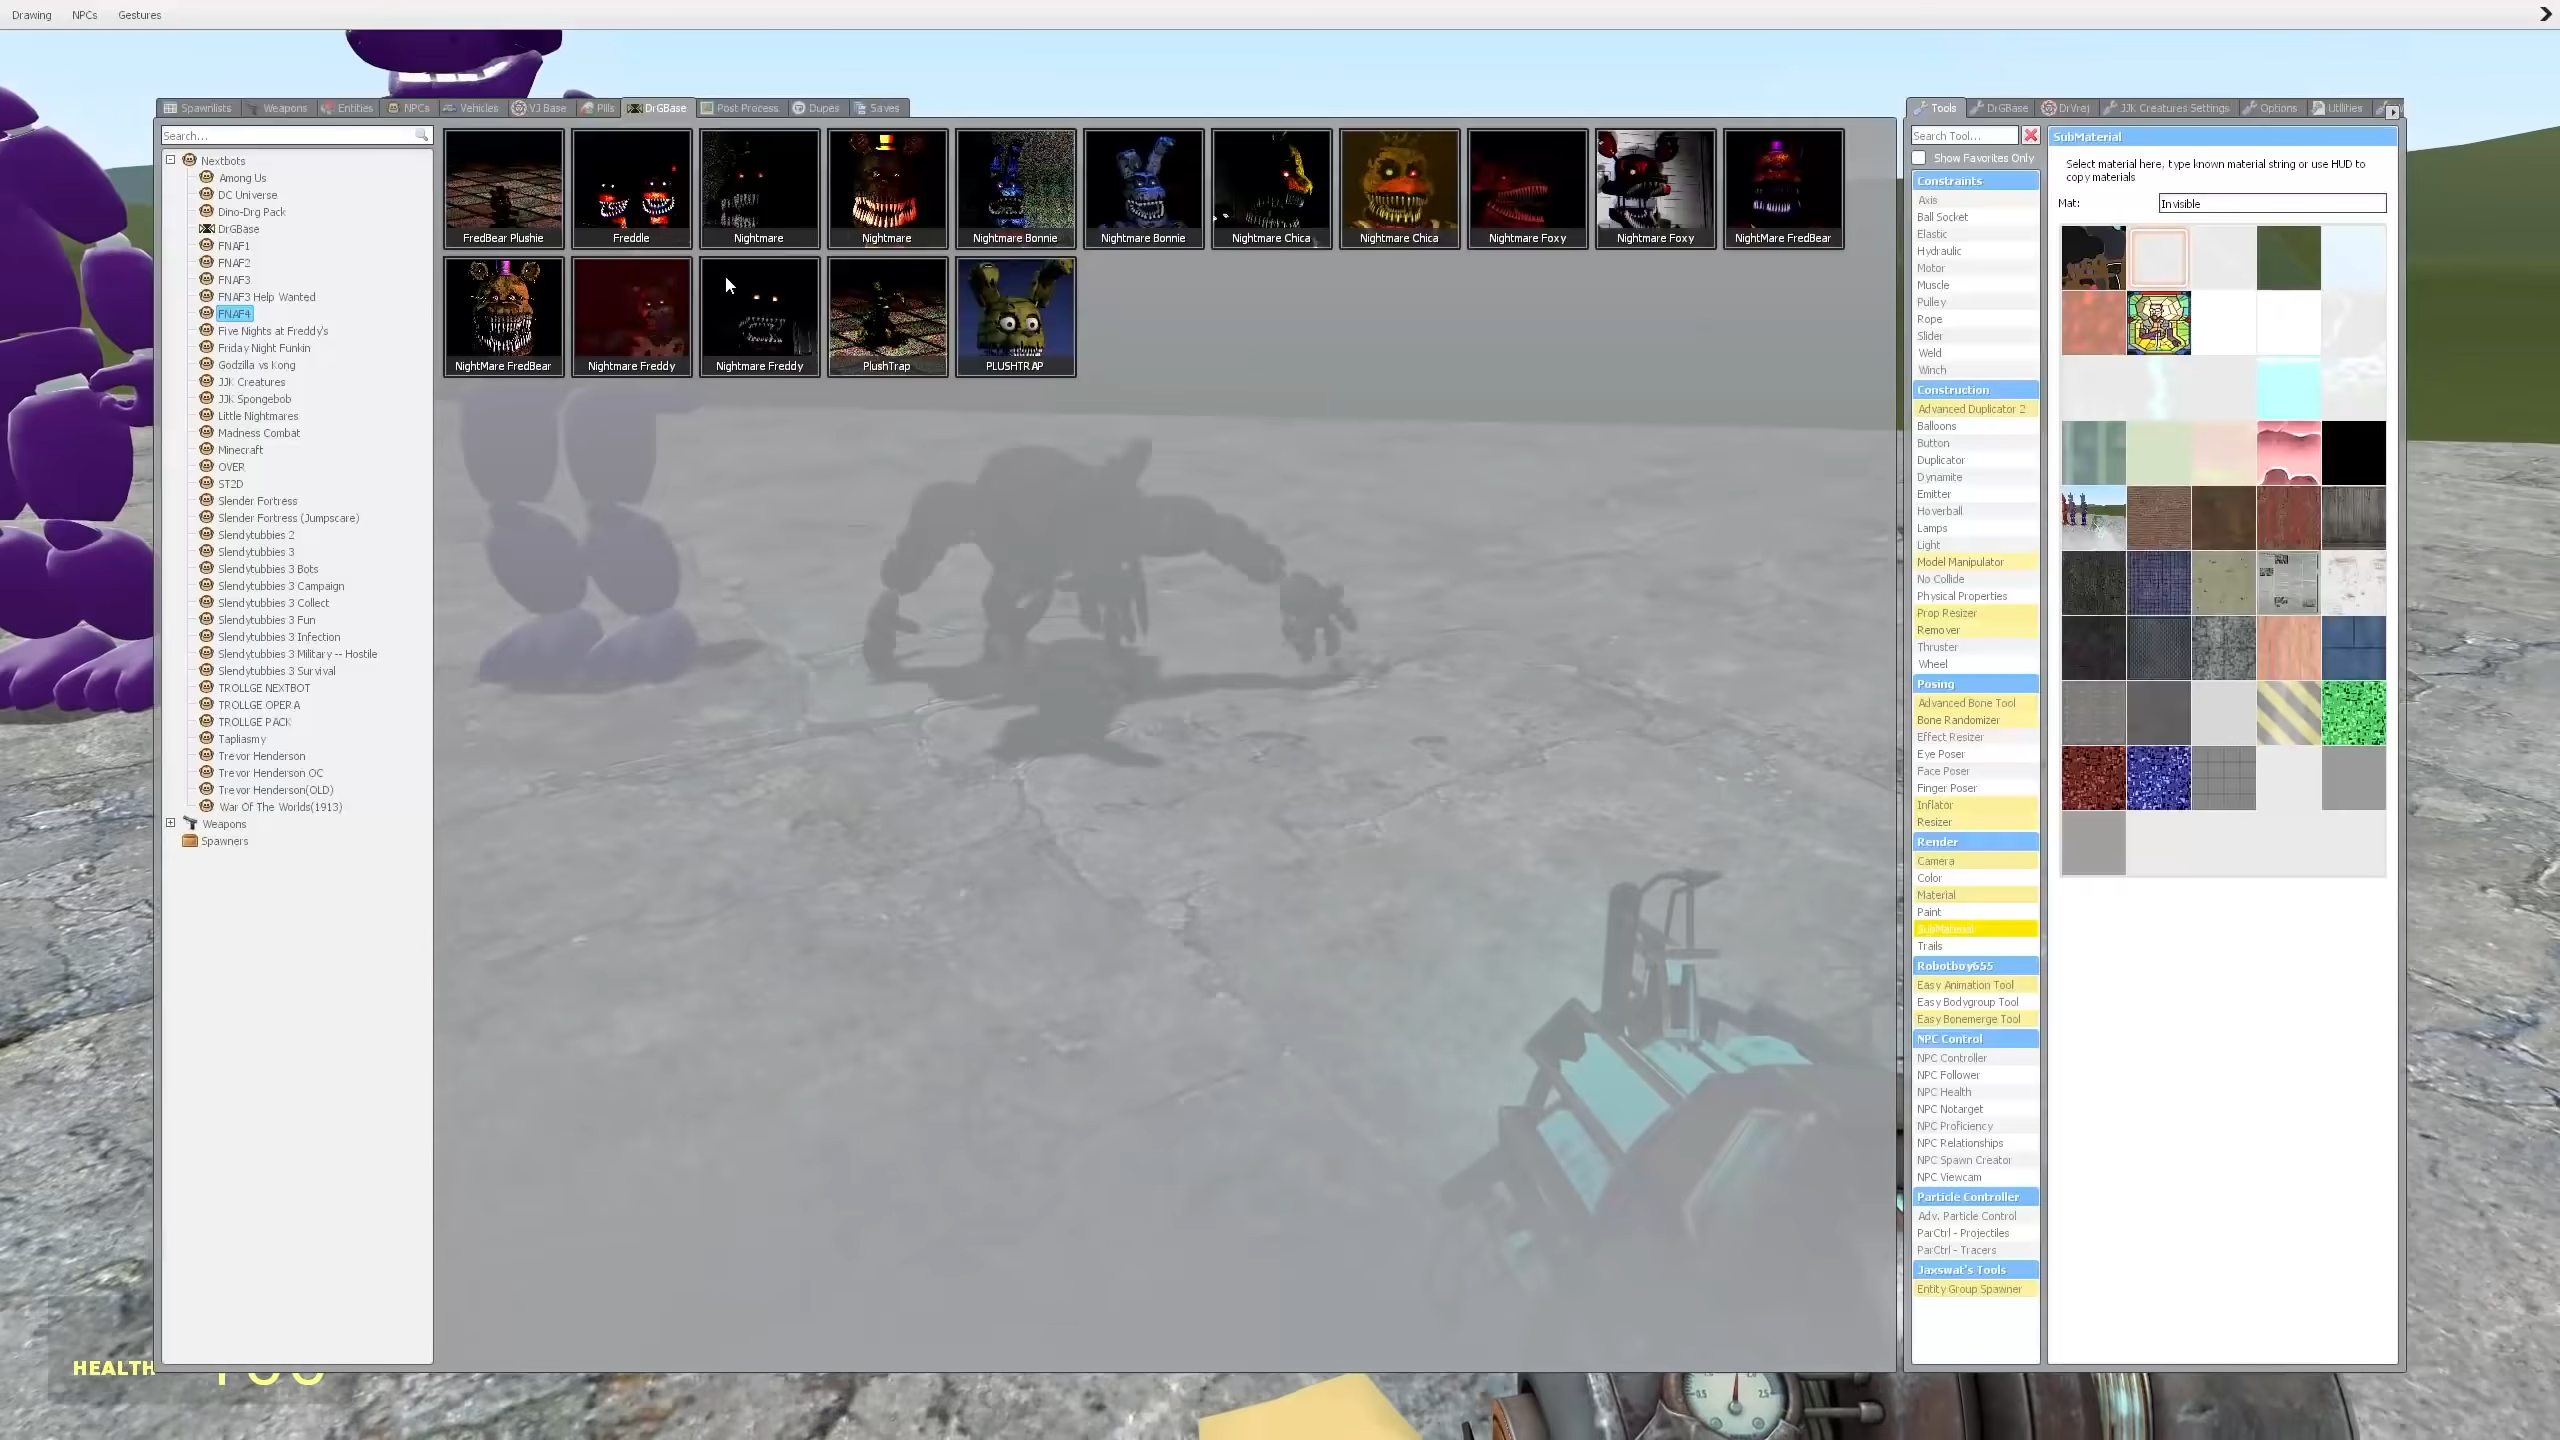 Drawing NPCs Gestures
Spawnlists Weapons Entities NPCs Vehicles VJ Base Pills DrGBase Post Process Dupes Saves
Search...
Nextbots
Among Us
DC Universe
Dino-Drg Pack
DrGBase
FNAF1
FNAF2
FNAF3
FNAF3 Help Wanted
FNAF4
Five Nights at Freddy's
Friday Night Funkin
Godzilla vs Kong
JJK Creatures
JJK Spongebob
Little Nightmares
Madness Combat
Minecraft
OVER
ST2D
Slender Fortress
Slender Fortress (Jumpscare)
Slendytubbies 2
Slendytubbies 3
Slendytubbies 3 Bots
Slendytubbies 3 Campaign
Slendytubbies 3 Collect
Slendytubbies 3 Fun
Slendytubbies 3 Infection
Slendytubbies 3 Military -- Hostile
Slendytubbies 3 Survival
TROLLGE NEXTBOT
TROLLGE OPERA
TROLLGE PACK
Tapliasmy
Trevor Henderson
Trevor Henderson OC
Trevor Henderson(OLD)
War Of The Worlds(1913)
Weapons
Spawners
FredBear Plushie Freddle Nightmare Nightmare Nightmare Bonnie Nightmare Bonnie Nightmare Chica Nightmare Chica Nightmare Foxy Nightmare Foxy NightMare FredBear
NightMare FredBear Nightmare Freddy Nightmare Freddy PlushTrap PLUSHTRAP
Tools DrGBase DrVrej JJK Creatures Settings Options Utilities
Search Tool...
Show Favorites Only
Constraints
Axis
Ball Socket
Elastic
Hydraulic
Motor
Muscle
Pulley
Rope
Slider
Weld
Winch
Construction
Advanced Duplicator 2
Balloons
Button
Duplicator
Dynamite
Emitter
Hoverball
Lamps
Light
Model Manipulator
No Collide
Physical Properties
Prop Resizer
Remover
Thruster
Wheel
Posing
Advanced Bone Tool
Bone Randomizer
Effect Resizer
Eye Poser
Face Poser
Finger Poser
Inflator
Resizer
Render
Camera
Color
Material
Paint
SubMaterial
Trails
Robotboy655
Easy Animation Tool
Easy Bodygroup Tool
Easy Bonemerge Tool
NPC Control
NPC Controller
NPC Follower
NPC Health
NPC Notarget
NPC Proficiency
NPC Relationships
NPC Spawn Creator
NPC Viewcam
Particle Controller
Adv. Particle Control
ParCtrl - Projectiles
ParCtrl - Tracers
Jaxswat's Tools
Entity Group Spawner
SubMaterial
Select material here, type known material string or use HUD to
copy materials
Mat: Invisible
HEALTH